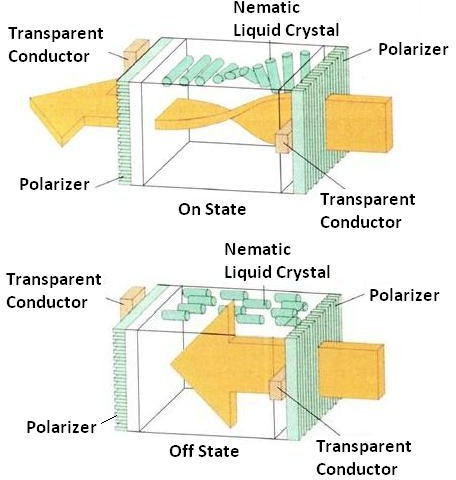 Nematic
Liquid Crystal
Transparent
Conductor
Polarizer
Polarizer
Transparent
Conductor
On State
Nematic
Liquid Crystal
Transparent
Conductor
Polarizer
Polarizer
Transparent
Conductor
Off State